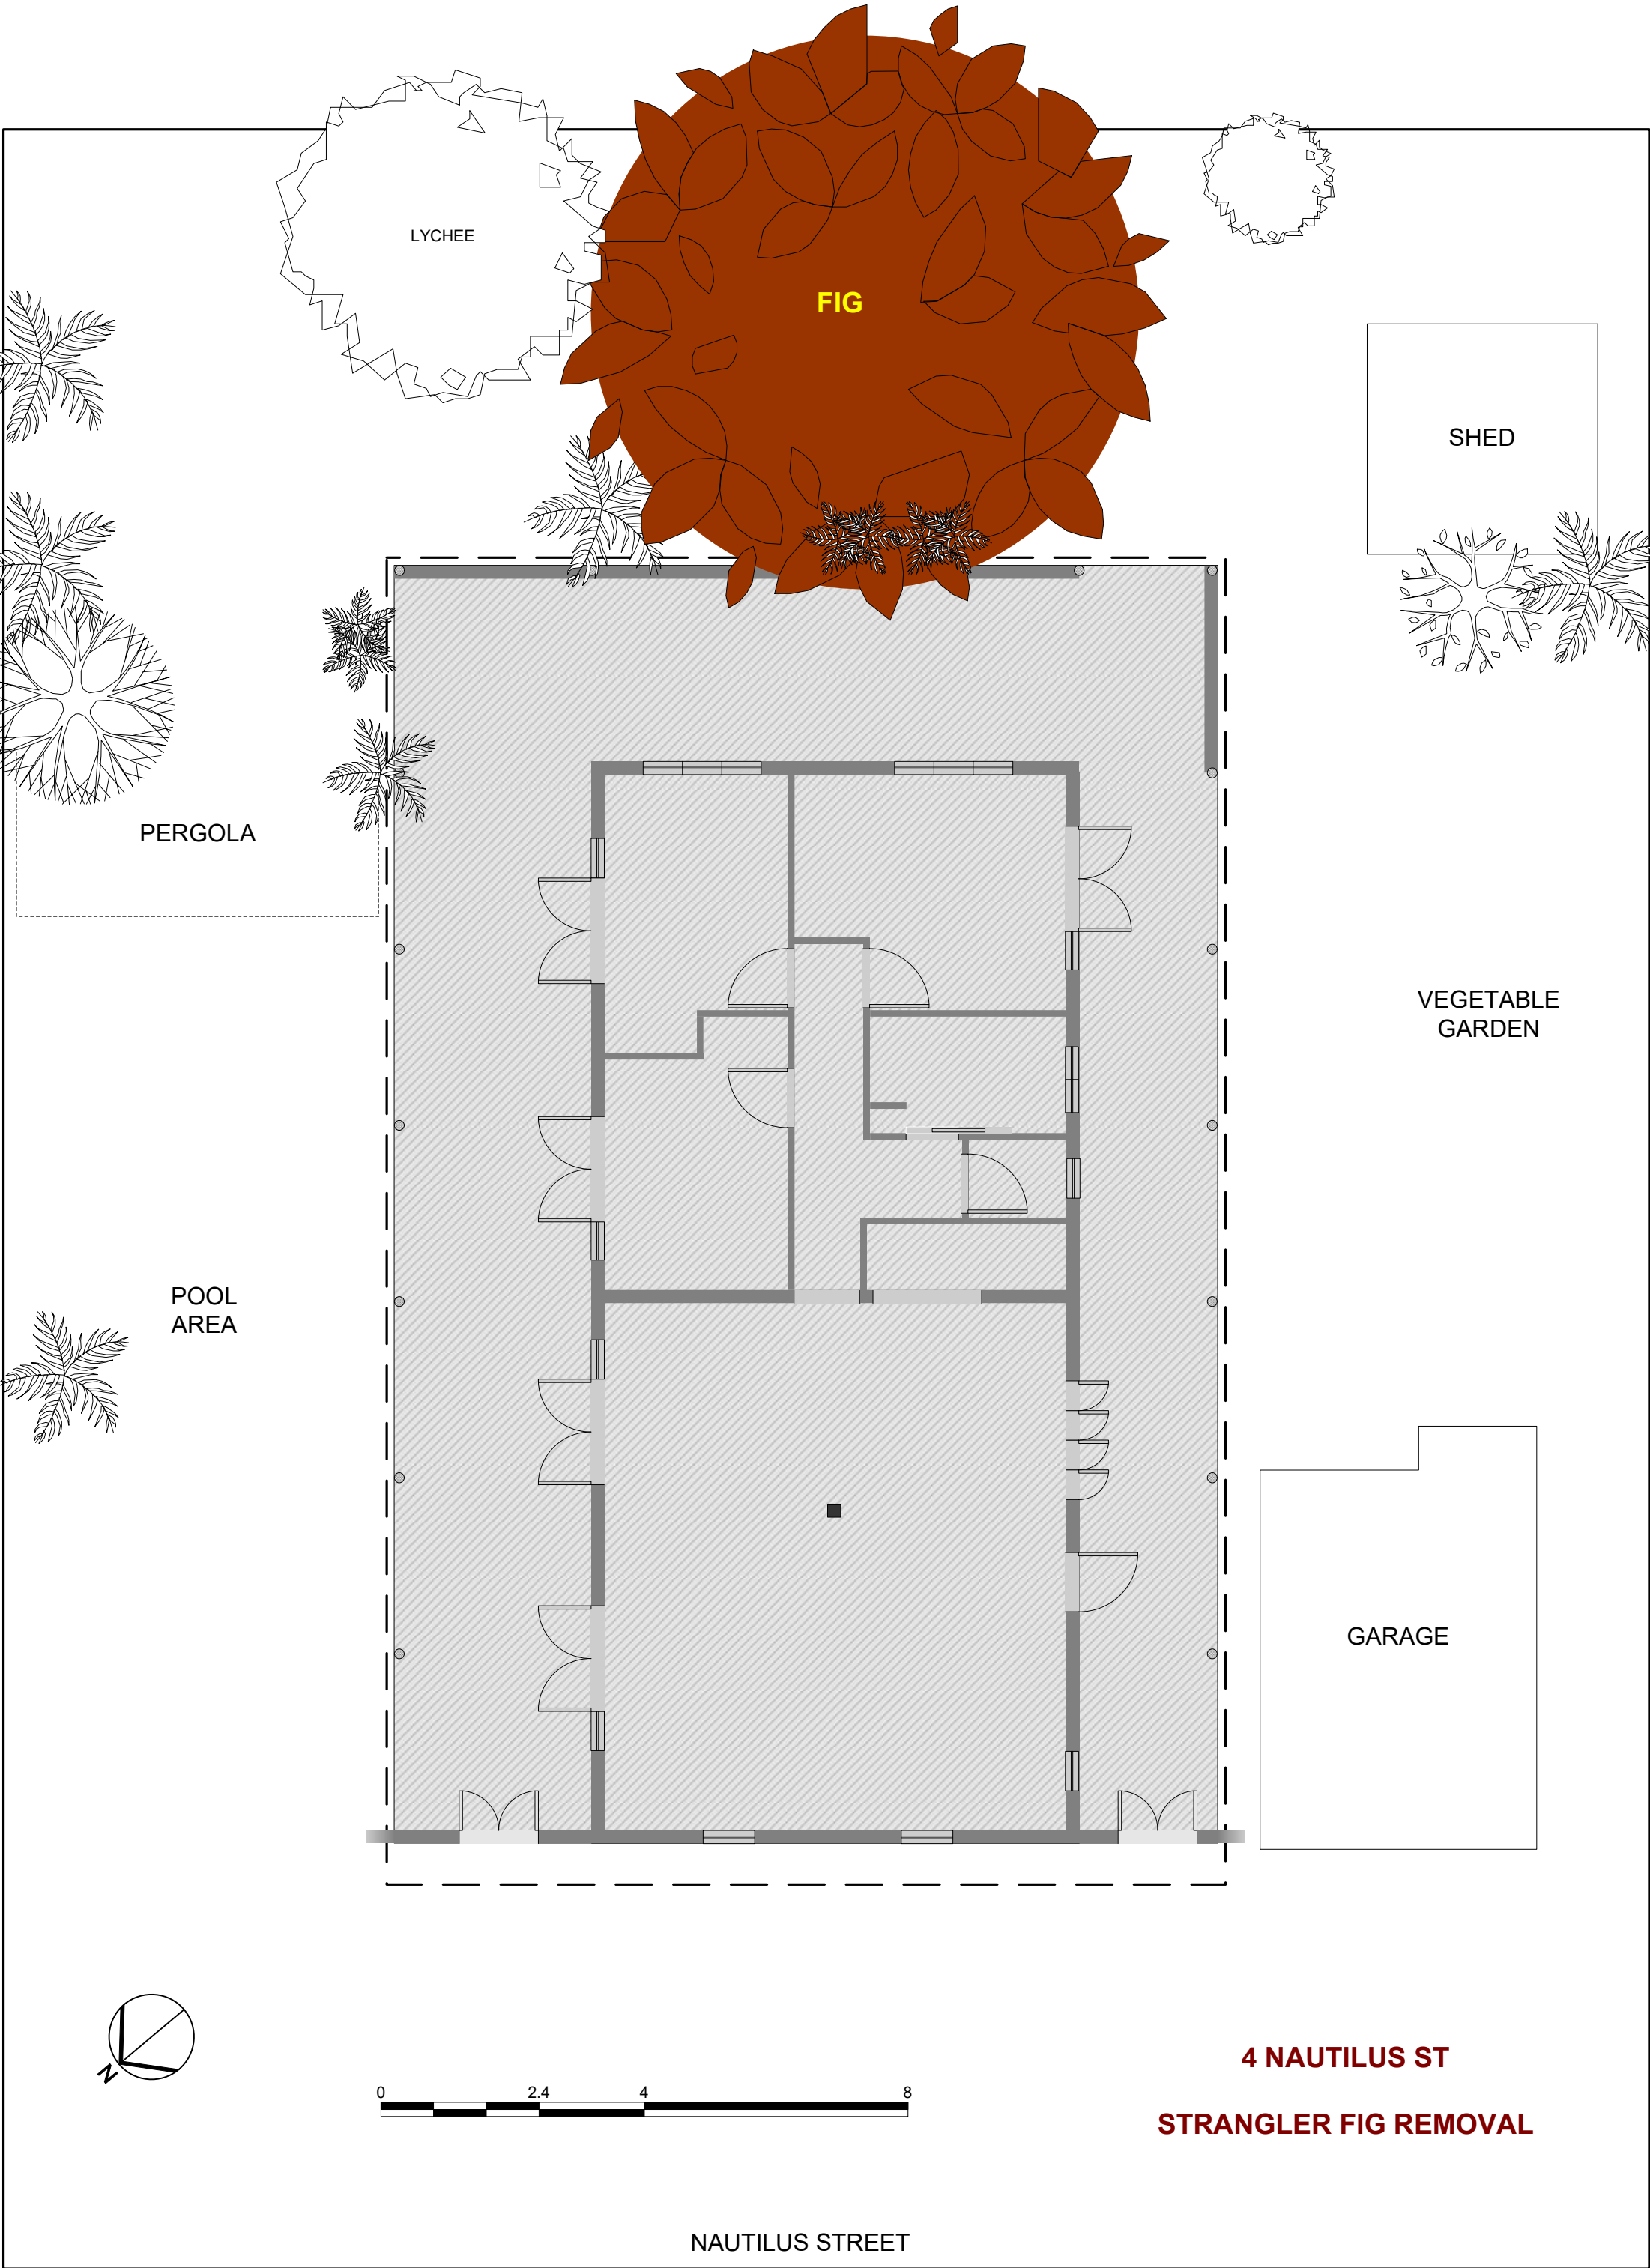 LYCHEE
FIG
SHED
PERGOLA
VEGETABLE
GARDEN
POOL
AREA
GARAGE
N
0 2.4 4 8
4 NAUTILUS ST
STRANGLER FIG REMOVAL
NAUTILUS STREET